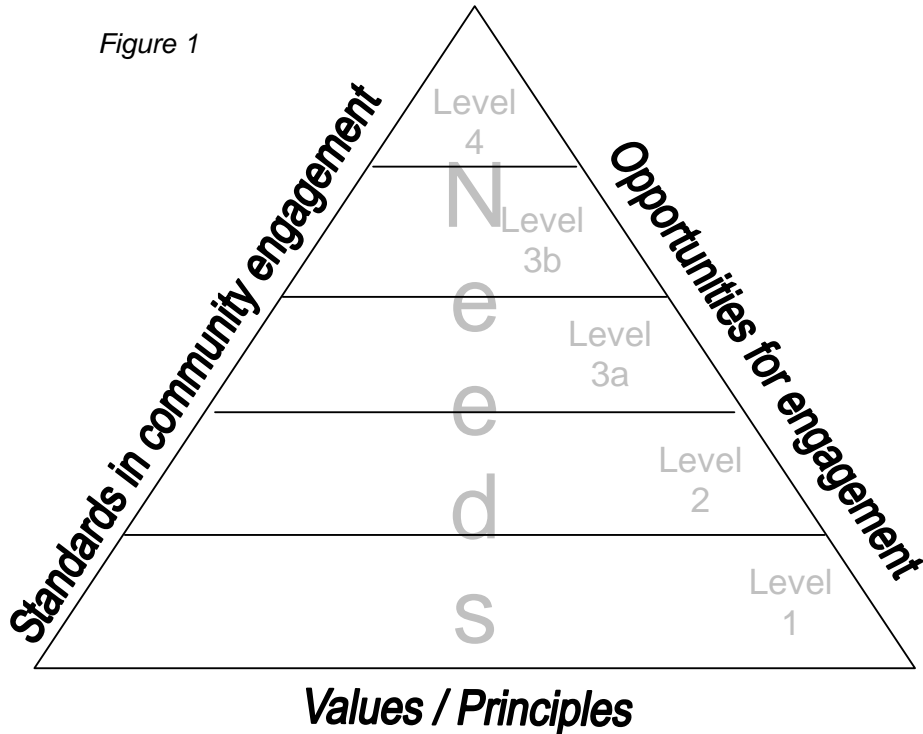 Figure 1
Standards in community engagement
Opportunities for engagement
Level
4
Needs
Level
3b
Level
3a
Level
2
Level
1
Values / Principles